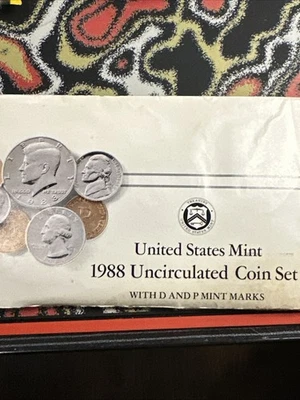 United States Mint
1988 Uncirculated Coin Set
WITH D AND P MINT MARKS